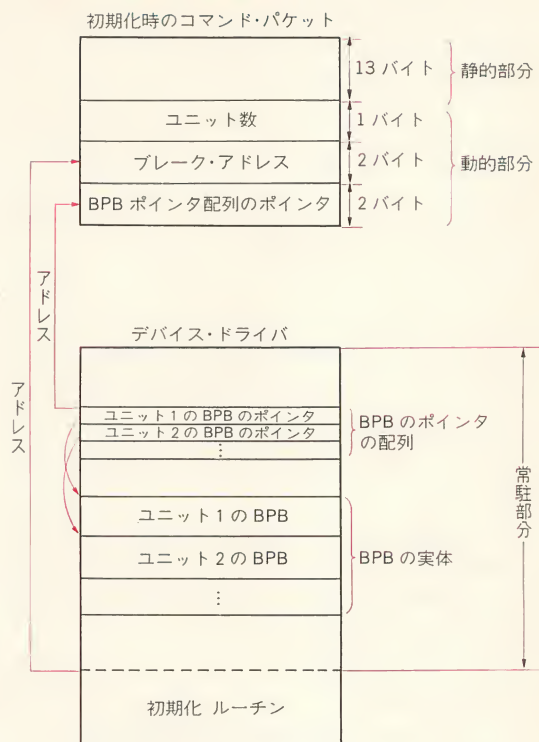 初期化時のコマンド・パケット
13 バイト
静的部分
ユニット数
1 バイト
ブレーク・アドレス
2 バイト
動的部分
BPB ポインタ配列のポインタ
2 バイト
アドレス
アドレス
デバイス・ドライバ
ユニット1の BPB のポインタ
ユニット2の BPB のポインタ
⋮
BPB のポインタ
の配列
常駐部分
ユニット1の BPB
ユニット2の BPB
⋮
BPB の実体
初期化 ルーチン